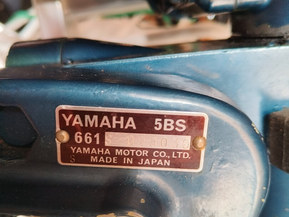 YAMAHA 5BS
661
YAMAHA MOTOR CO., LTD.
MADE IN JAPAN